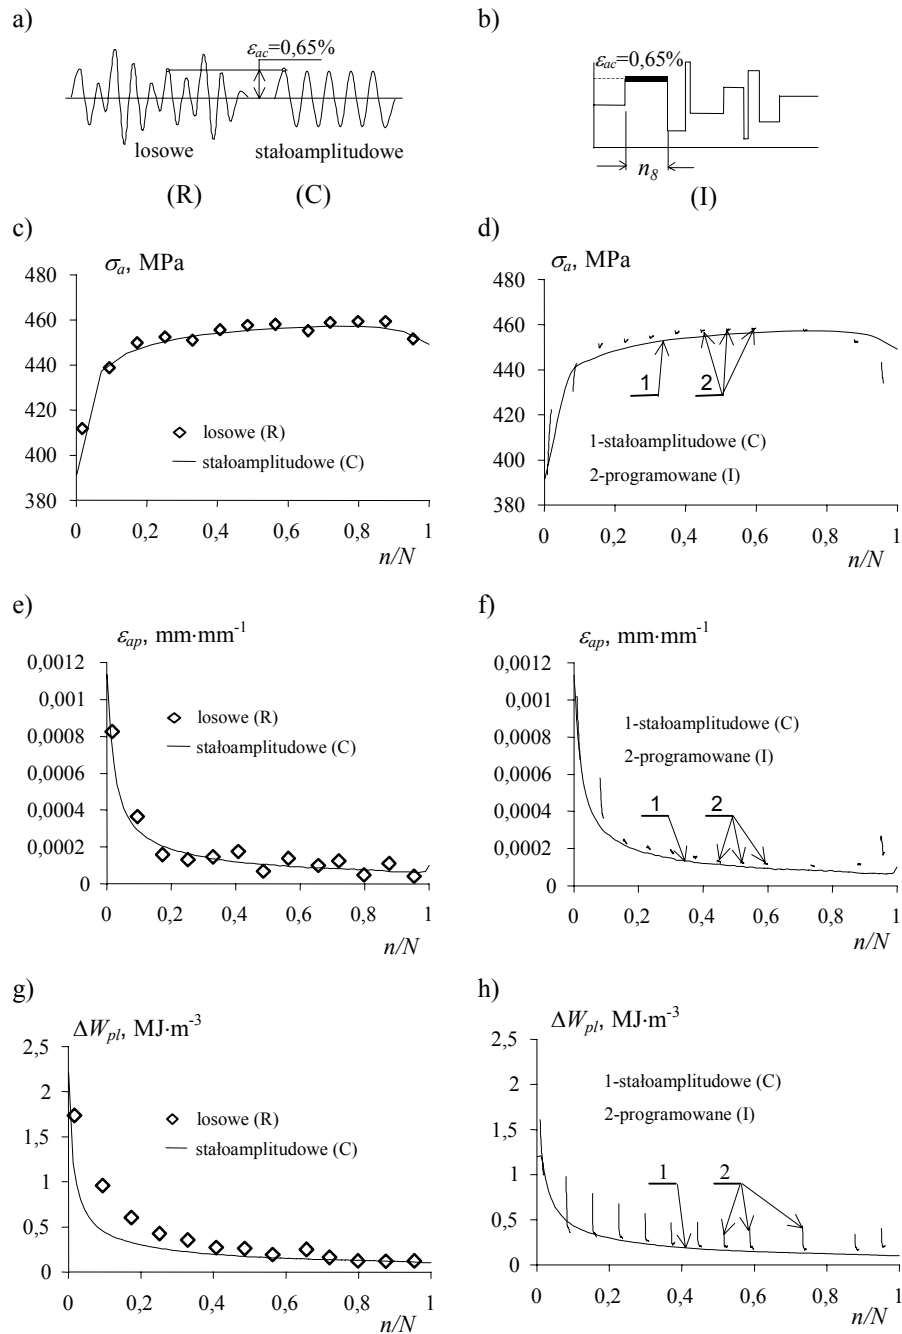 a)
ε_ac=0,65%
losowe
stałoamplitudowe
(R)
(C)
b)
ε_ac=0,65%
n_8
(I)
c)
σ_a, MPa
480
460
440
420
400
380
0 0,2 0,4 0,6 0,8 1
n/N
losowe (R)
stałoamplitudowe (C)
d)
σ_a, MPa
480
460
440
420
400
380
0 0,2 0,4 0,6 0,8 1
n/N
1
2
1-stałoamplitudowe (C)
2-programowane (I)
e)
ε_ap, mm·mm⁻¹
0,0012
0,001
0,0008
0,0006
0,0004
0,0002
0
0 0,2 0,4 0,6 0,8 1
n/N
losowe (R)
stałoamplitudowe (C)
f)
ε_ap, mm·mm⁻¹
0,0012
0,001
0,0008
0,0006
0,0004
0,0002
0
0 0,2 0,4 0,6 0,8 1
n/N
1-stałoamplitudowe (C)
2-programowane (I)
1
2
g)
ΔW_pl, MJ·m⁻³
2,5
2
1,5
1
0,5
0
0 0,2 0,4 0,6 0,8 1
n/N
losowe (R)
stałoamplitudowe (C)
h)
ΔW_pl, MJ·m⁻³
2,5
2
1,5
1
0,5
0
0 0,2 0,4 0,6 0,8 1
n/N
1-stałoamplitudowe (C)
2-programowane (I)
1
2